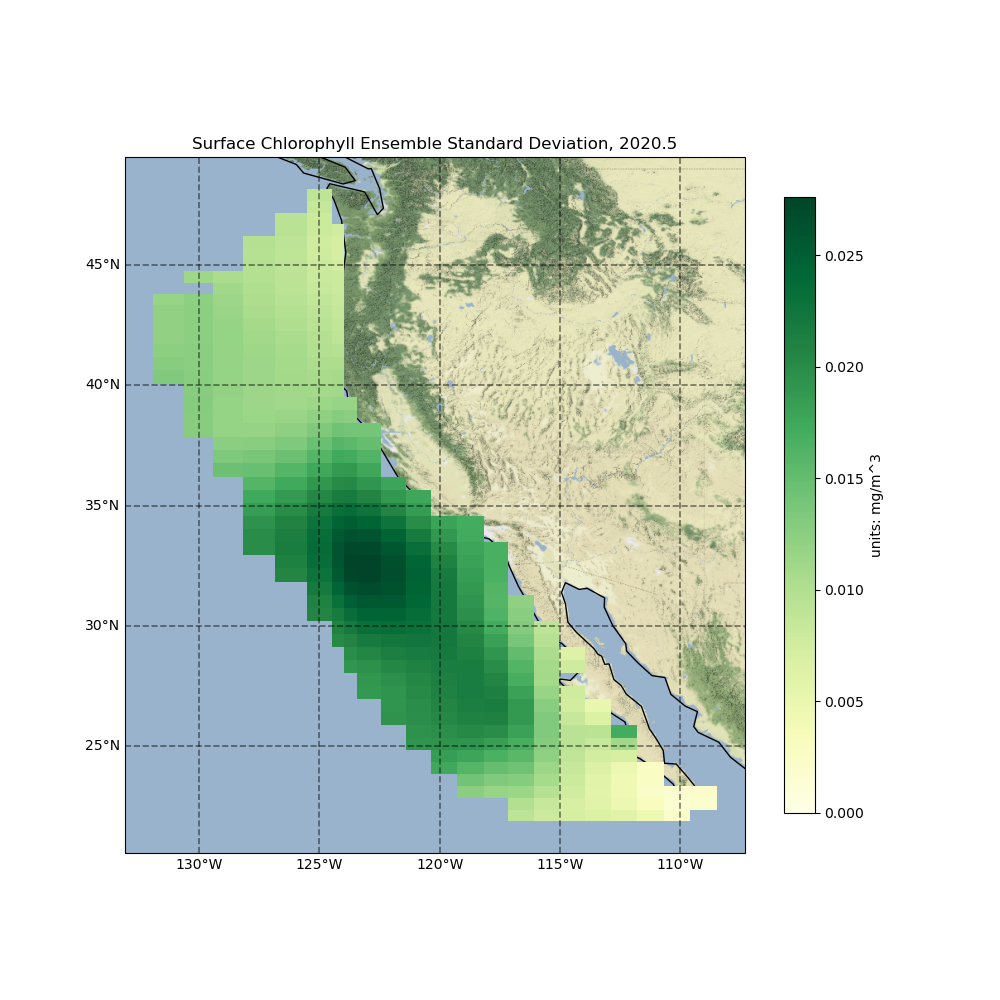 Surface Chlorophyll Ensemble Standard Deviation, 2020.5
45°N
40°N
35°N
30°N
25°N
130°W
125°W
120°W
115°W
110°W
0.025
0.020
0.015
0.010
0.005
0.000
units: mg/m^3